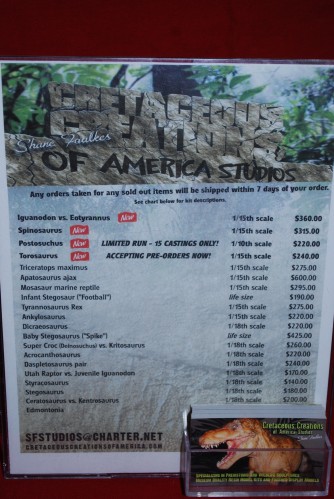 Shane Foulkes'
CRETACEOUS
CREATIONS
OF AMERICA STUDIOS
Any orders taken for any sold out items will be shipped within 7 days of your order.
See chart below for kit descriptions.
Iguanodon vs. Eotyrannus New 1/15th scale $360.00
Spinosaurus New 1/15th scale $315.00
Postosuchus New LIMITED RUN - 15 CASTINGS ONLY! 1/10th scale $220.00
Torosaurus New ACCEPTING PRE-ORDERS NOW! 1/15th scale $240.00
Triceratops maximus 1/15th scale $275.00
Apatosaurus ajax 1/15th scale $600.00
Mosasaur marine reptile 1/15th scale $295.00
Infant Stegosaur ("Football") life size $190.00
Tyrannosaurus Rex 1/15th scale $275.00
Ankylosaurus 1/15th scale $220.00
Dicraeosaurus 1/18th scale $220.00
Baby Stegosaur ("Spike") life size $425.00
Super Croc (Deinosuchus) vs. Kritosaurus 1/18th scale $260.00
Acrocanthosaurus 1/18th scale $220.00
Daspletosaurus pair 1/18th scale $240.00
Utah Raptor vs. Juvenile Iguanodon 1/18th scale $170.00
Styracosaurus 1/18th scale $140.00
Stegosaurus 1/18th scale $180.00
Ceratosaurus vs. Kentrosaurus 1/18th scale $200.00
Edmontonia
SFSTUDIOS@CHARTER.NET
CRETACEOUSCREATIONSOFAMERICA.COM
Cretaceous Creations
of America Studios